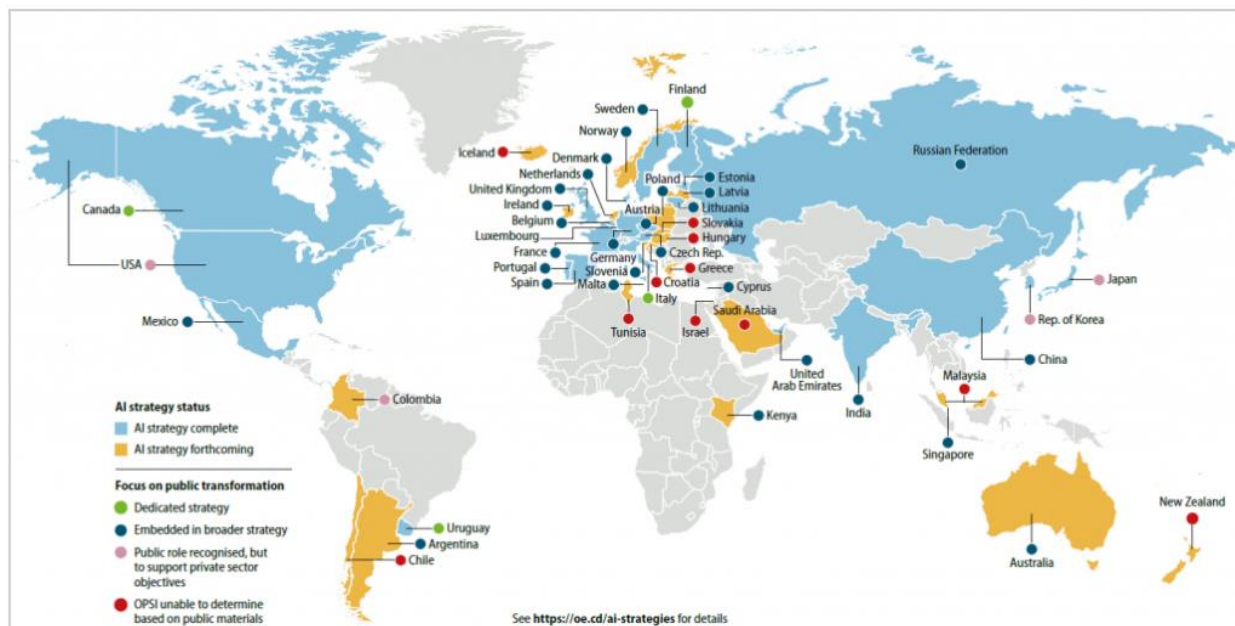 Finland
Sweden
Norway
Russian Federation
Iceland
Denmark
Netherlands
Poland
Estonia
United Kingdom
Latvia
Canada
Ireland
Austria
Lithuania
Belgium
Slovakia
Luxembourg
Hungary
USA
France
Germany
Czech Rep.
Portugal
Slovenia
Greece
Japan
Spain
Malta
Croatia
Cyprus
Italy
Saudi Arabia
Rep. of Korea
Mexico
Tunisia
Israel
China
United
Arab Emirates
Malaysia
India
Colombia
Kenya
Singapore
AI strategy status
AI strategy complete
AI strategy forthcoming
Focus on public transformation
Dedicated strategy
Embedded in broader strategy
Public role recognised, but
to support private sector
objectives
OPSI unable to determine
based on public materials
Uruguay
Argentina
Chile
New Zealand
Australia
See https://oe.cd/ai-strategies for details